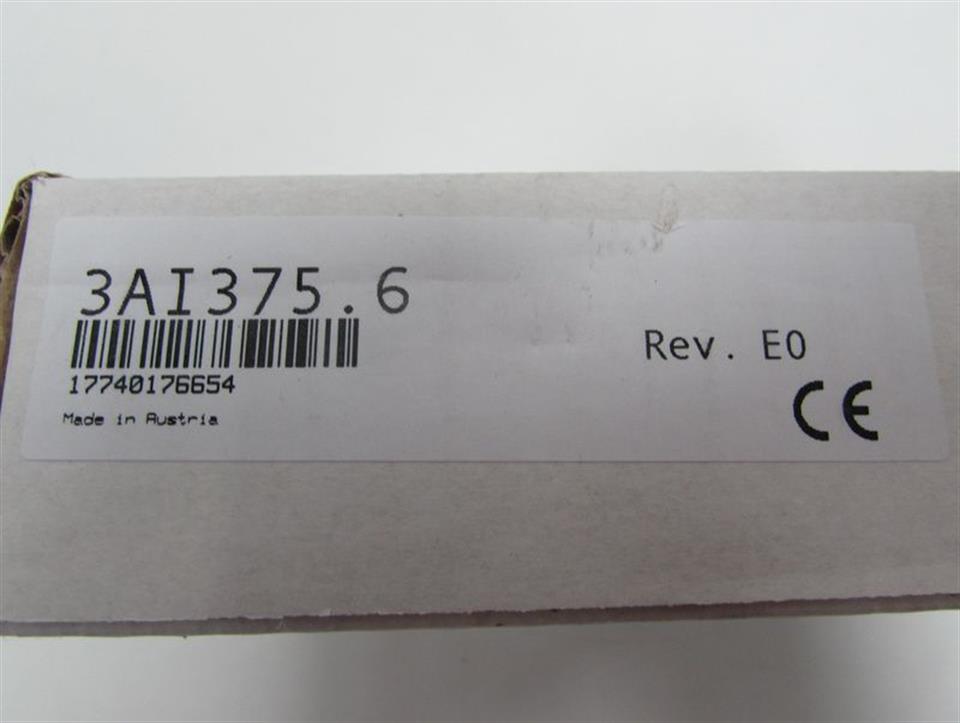 3AI375.6
17740176654
Made in Austria
Rev. E0
CE